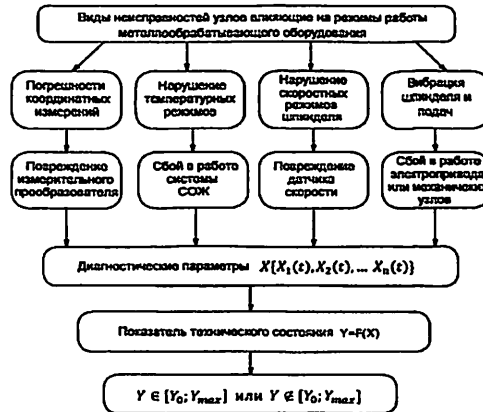 Виды неисправностей узлов влияющие на режимы работы
металлообрабатывающего оборудования
Погрешности
координатных
измерений
Нарушение
температурных
режимов
Нарушение
скоростных
режимов
шпинделя
Вибрация
шпинделя и
подач
Повреждение
измерительного
преобразователя
Сбой в работе
системы
СОЖ
Повреждение
датчика
скорости
Сбой в работе
электропривода
или механических
узлов
Диагностические параметры X{X₁(t), X₂(t), ... Xₙ(t)}
Показатель технического состояния Y=F(X)
Y ∈ [Y₀; Yₘₐₓ] или Y ∉ [Y₀; Yₘₐₓ]